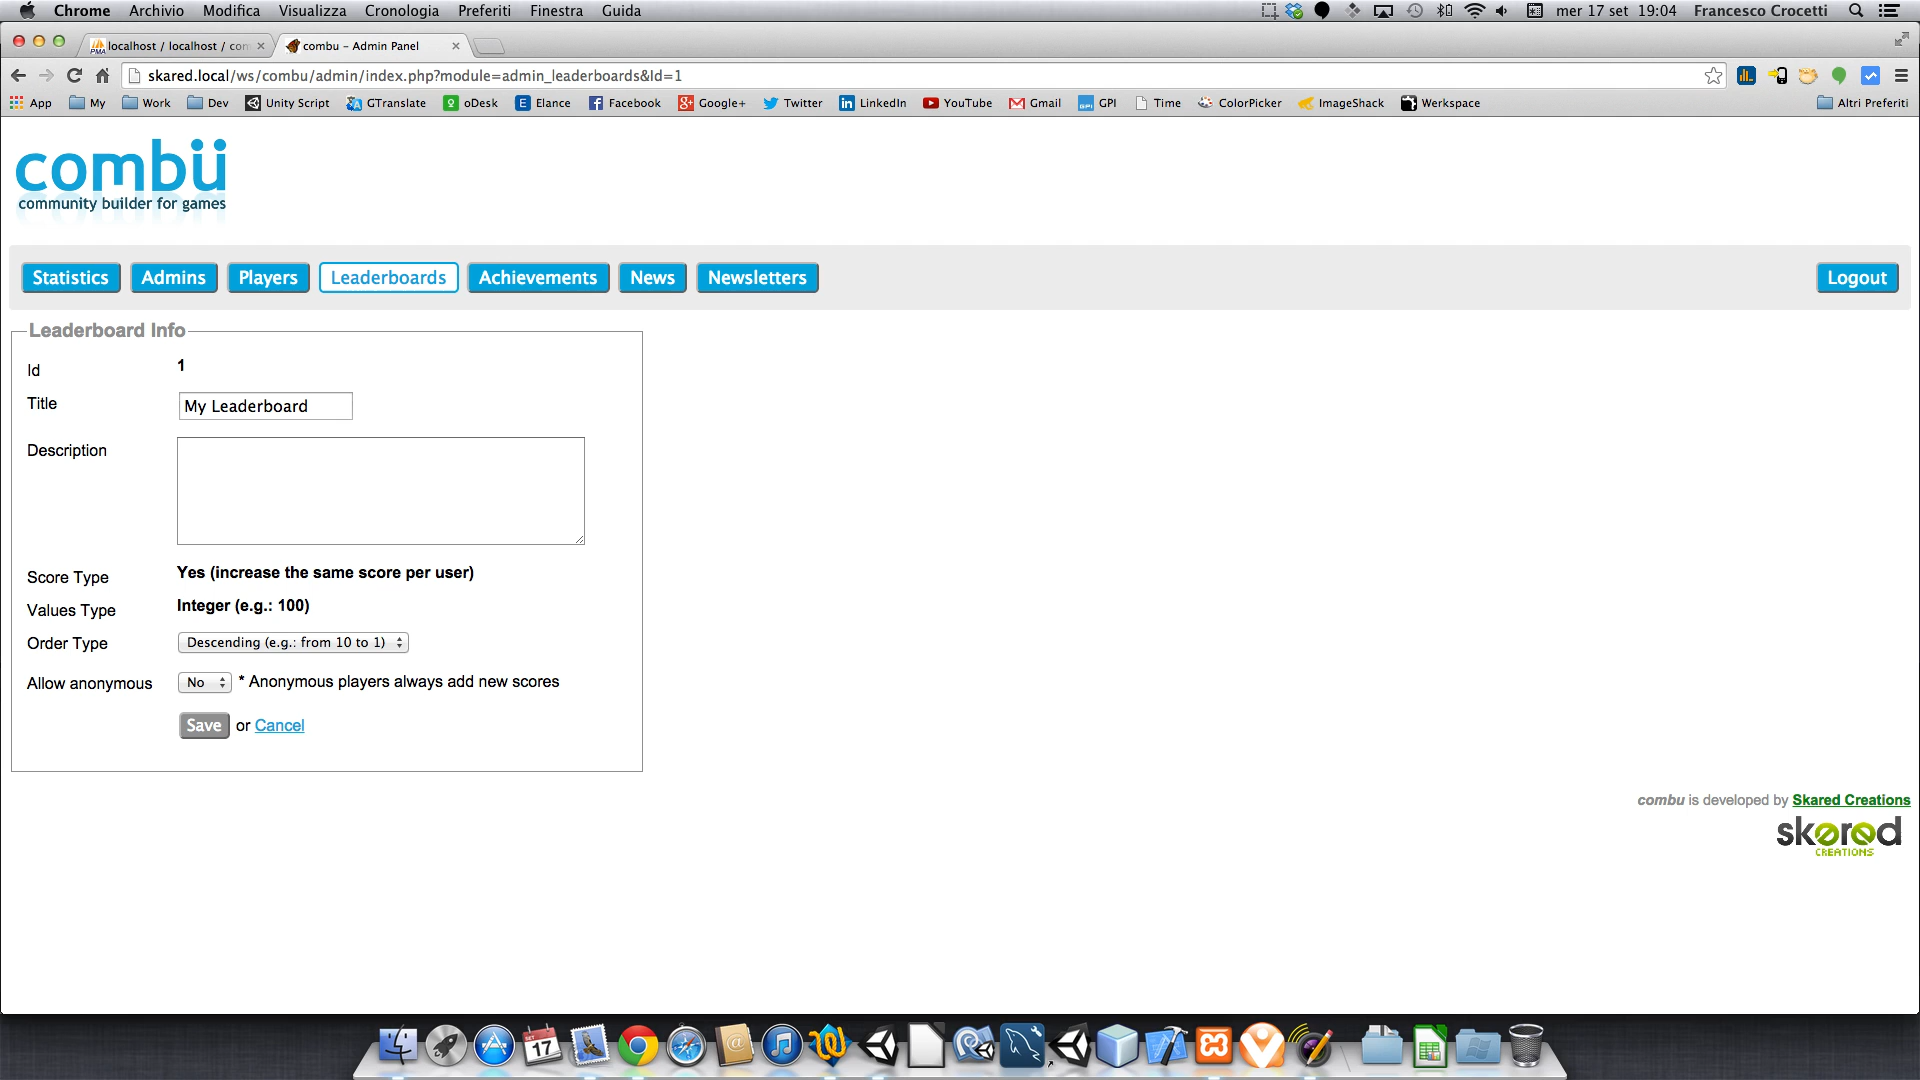 Chrome Archivio Modifica Visualizza Cronologia Preferiti Finestra Guida mer 17 set 19:04 Francesco Crocetti
localhost / localhost / con combu – Admin Panel
skared.local/ws/combu/admin/index.php?module=admin_leaderboards&Id=1
App My Work Dev Unity Script GTranslate oDesk Elance Facebook Google+ Twitter LinkedIn YouTube Gmail GPI Time ColorPicker ImageShack Werkspace Altri Preferiti
combü
community builder for games
Statistics Admins Players Leaderboards Achievements News Newsletters Logout
Leaderboard Info
Id 1
Title My Leaderboard
Description
Score Type Yes (increase the same score per user)
Values Type Integer (e.g.: 100)
Order Type Descending (e.g.: from 10 to 1)
Allow anonymous No * Anonymous players always add new scores
Save or Cancel
combu is developed by Skared Creations
skared
CREATIONS
17